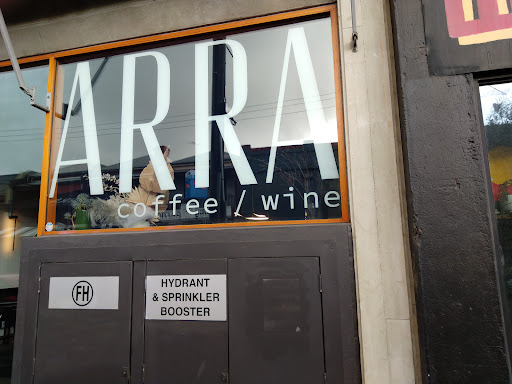 ARRA
coffee / wine
FH
HYDRANT
& SPRINKLER
BOOSTER